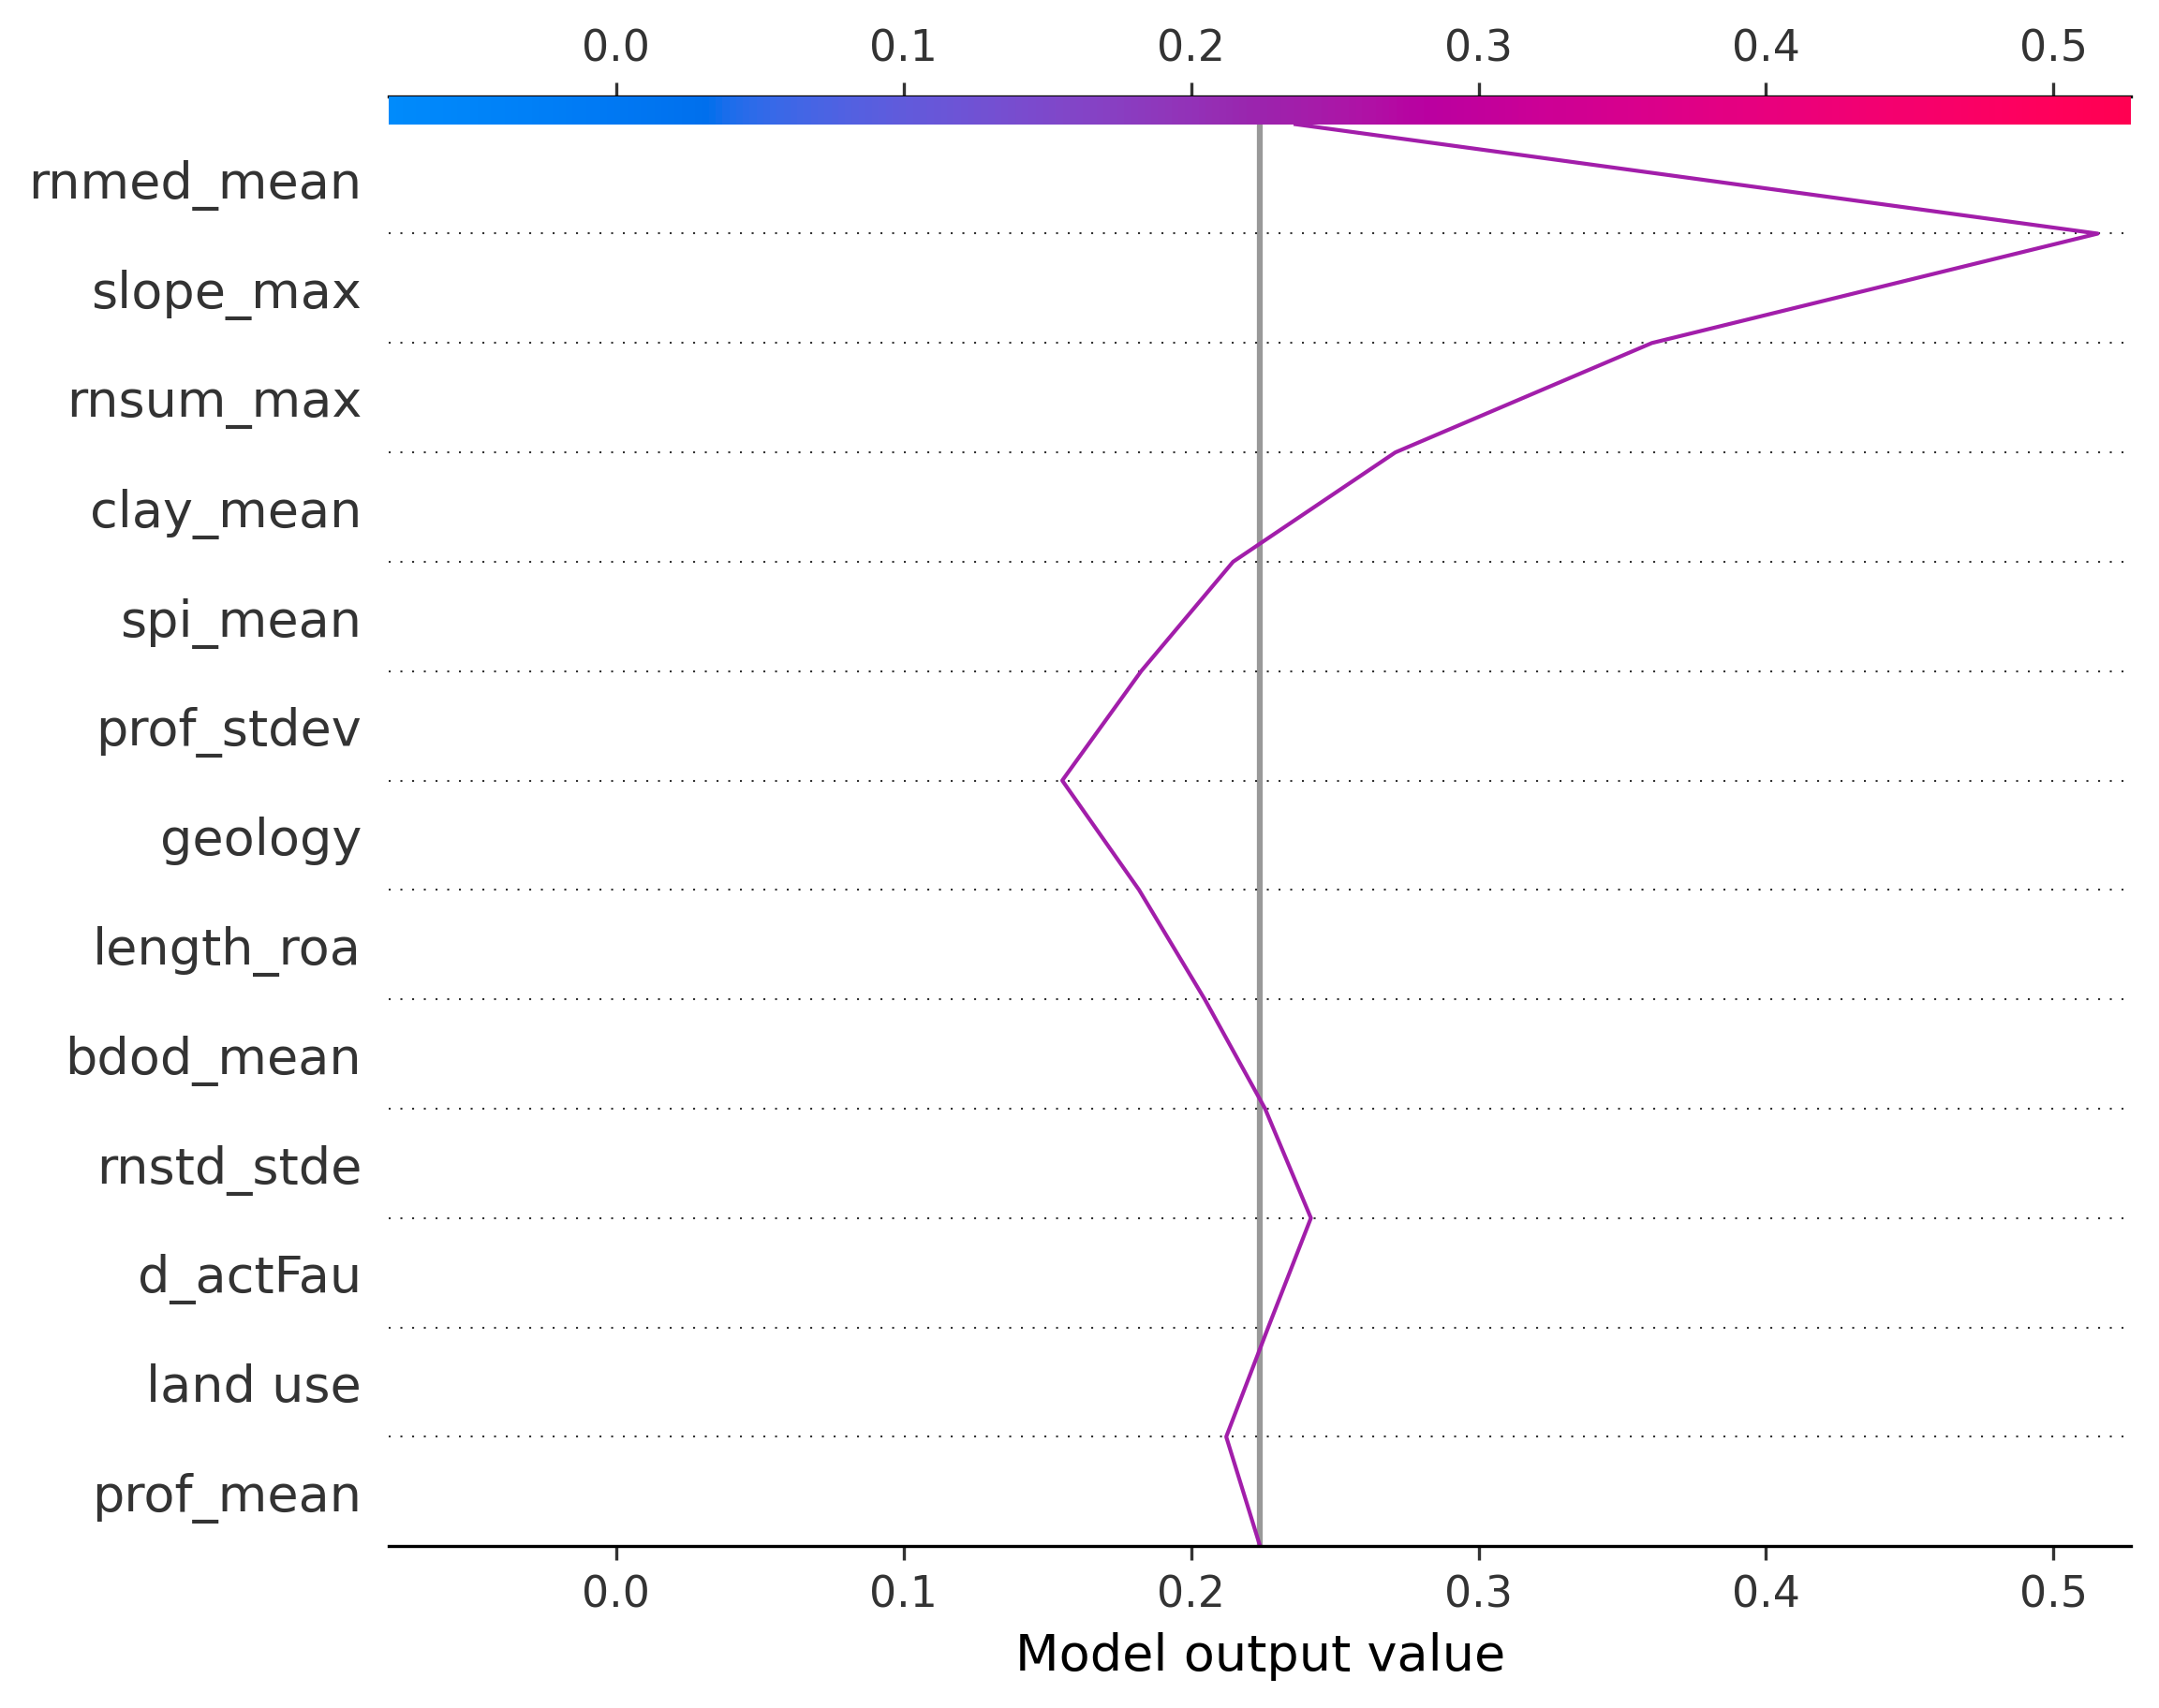 0.0 0.1 0.2 0.3 0.4 0.5
rnmed_mean
slope_max
rnsum_max
clay_mean
spi_mean
prof_stdev
geology
length_roa
bdod_mean
rnstd_stde
d_actFau
land use
prof_mean
0.0 0.1 0.2 0.3 0.4 0.5
Model output value